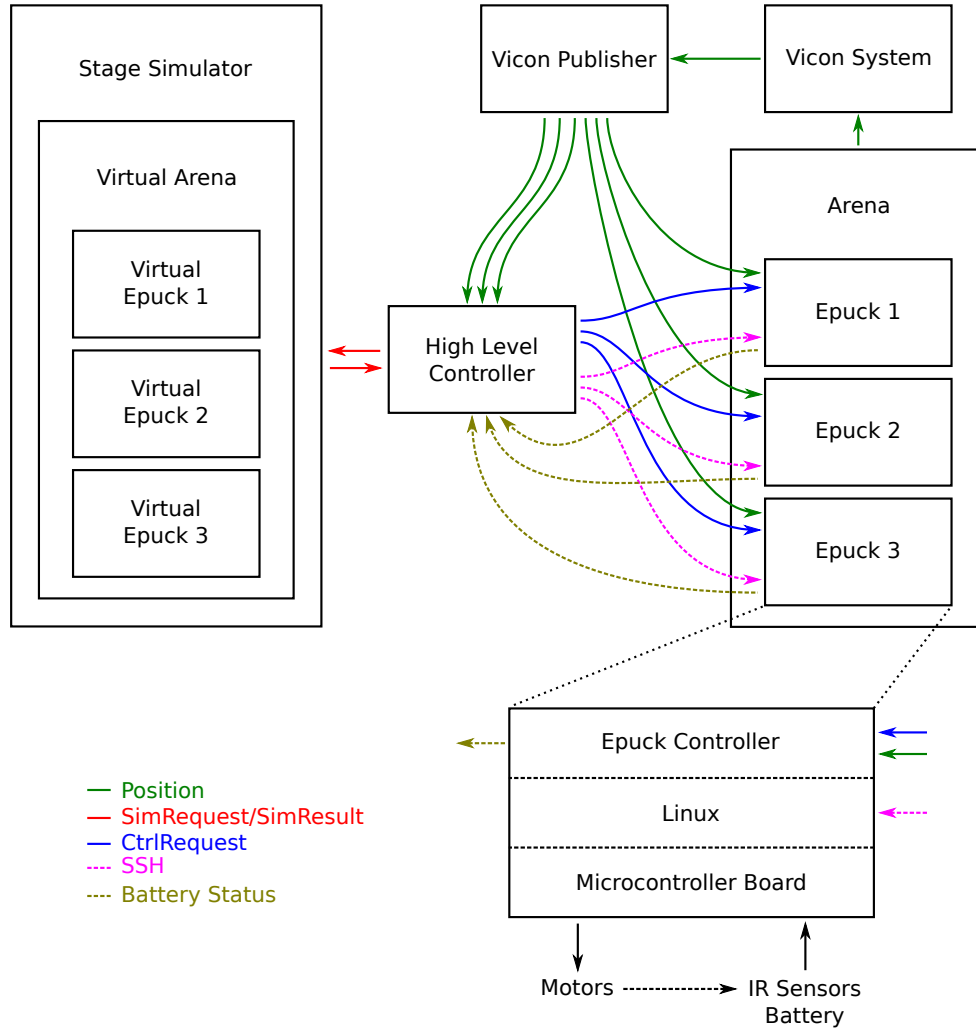 Stage Simulator
Virtual Arena
Virtual
Epuck 1
Virtual
Epuck 2
Virtual
Epuck 3
Vicon Publisher
Vicon System
High Level
Controller
Arena
Epuck 1
Epuck 2
Epuck 3
Epuck Controller
Linux
Microcontroller Board
Motors
IR Sensors
Battery
Position
SimRequest/SimResult
CtrlRequest
SSH
Battery Status